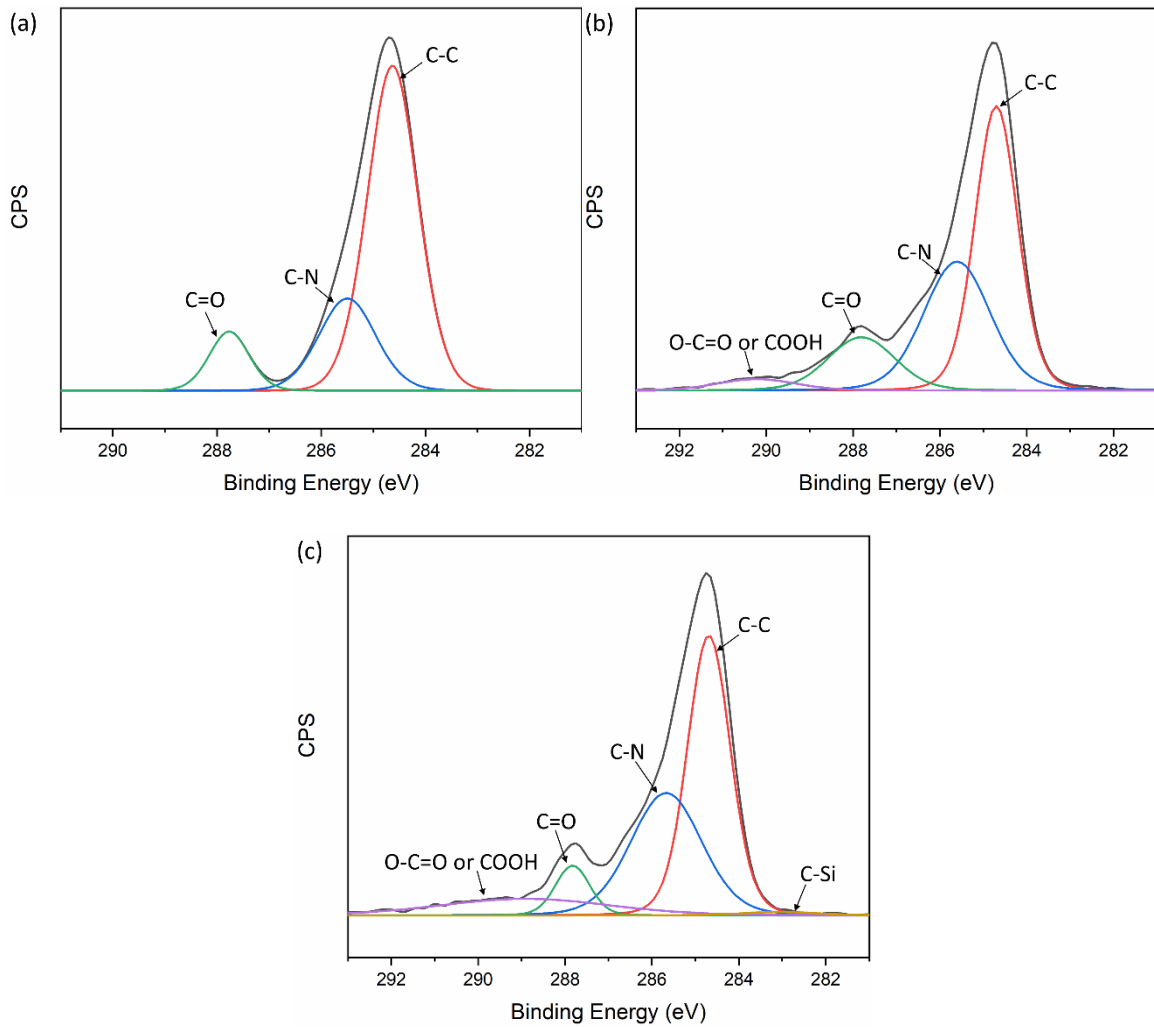 (a)
C-C
C-N
C=O
CPS
290 288 286 284 282
Binding Energy (eV)
(b)
C-C
C-N
C=O
O-C=O or COOH
CPS
292 290 288 286 284 282
Binding Energy (eV)
(c)
C-C
C-N
C=O
O-C=O or COOH
C-Si
CPS
292 290 288 286 284 282
Binding Energy (eV)